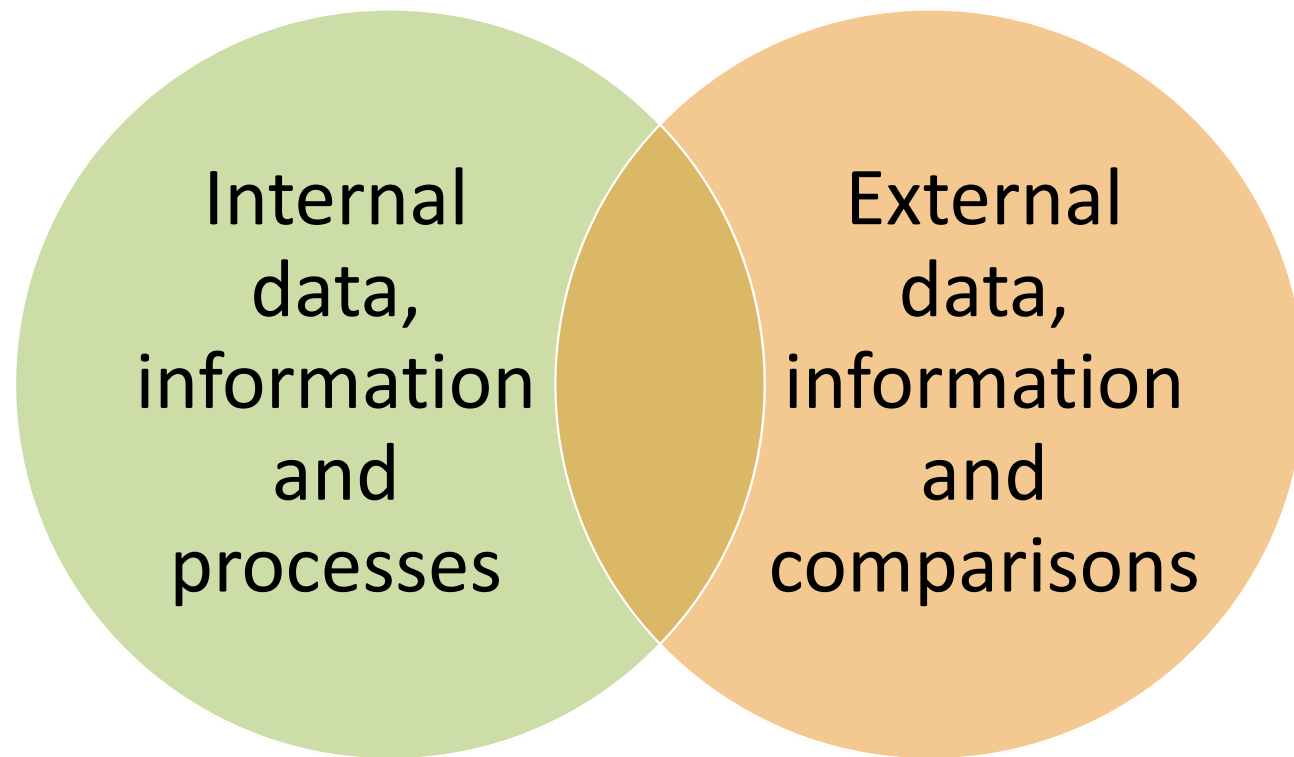 Internal
data,
information
and
processes
External
data,
information
and
comparisons